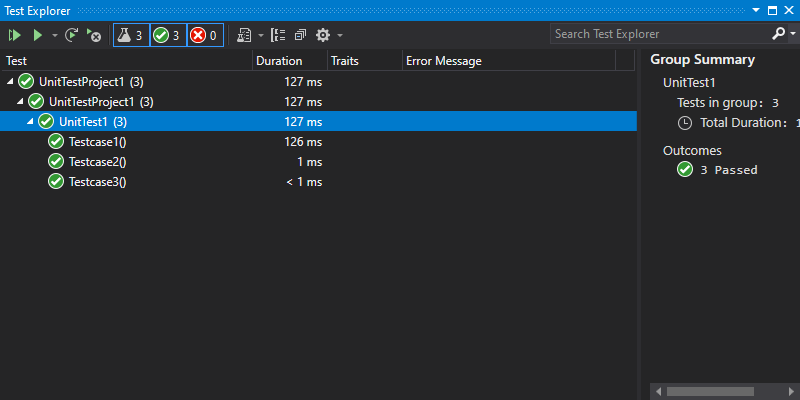 Test Explorer
3 3 0
Search Test Explorer
Test Duration Traits Error Message
UnitTestProject1 (3) 127 ms
UnitTestProject1 (3) 127 ms
UnitTest1 (3) 127 ms
Testcase1() 126 ms
Testcase2() 1 ms
Testcase3() < 1 ms
Group Summary
UnitTest1
Tests in group: 3
Total Duration:
Outcomes
3 Passed